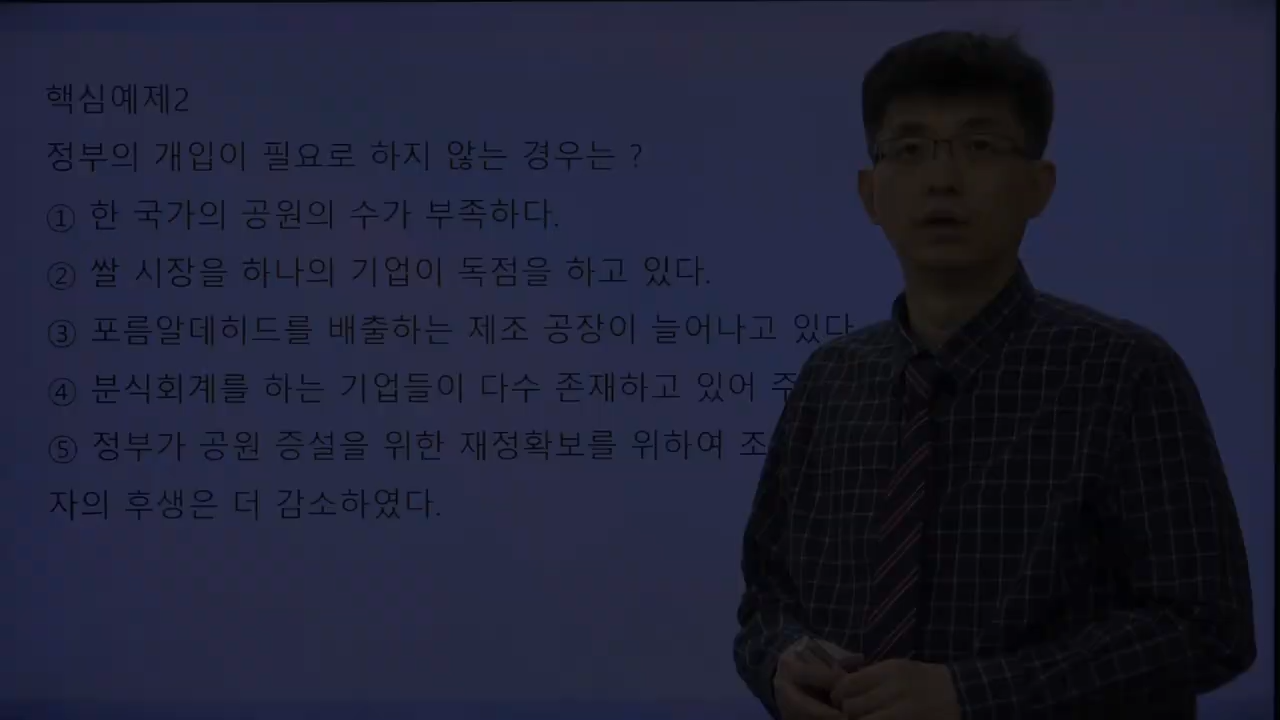 핵심예제2
정부의 개입이 필요로 하지 않는 경우는 ?
① 한 국가의 공원의 수가 부족하다.
② 쌀 시장을 하나의 기업이 독점을 하고 있다.
③ 포름알데히드를 배출하는 제조 공장이 늘어나고 있다
④ 분식회계를 하는 기업들이 다수 존재하고 있어
⑤ 정부가 공원 증설을 위한 재정확보를 위하여
자의 후생은 더 감소하였다.